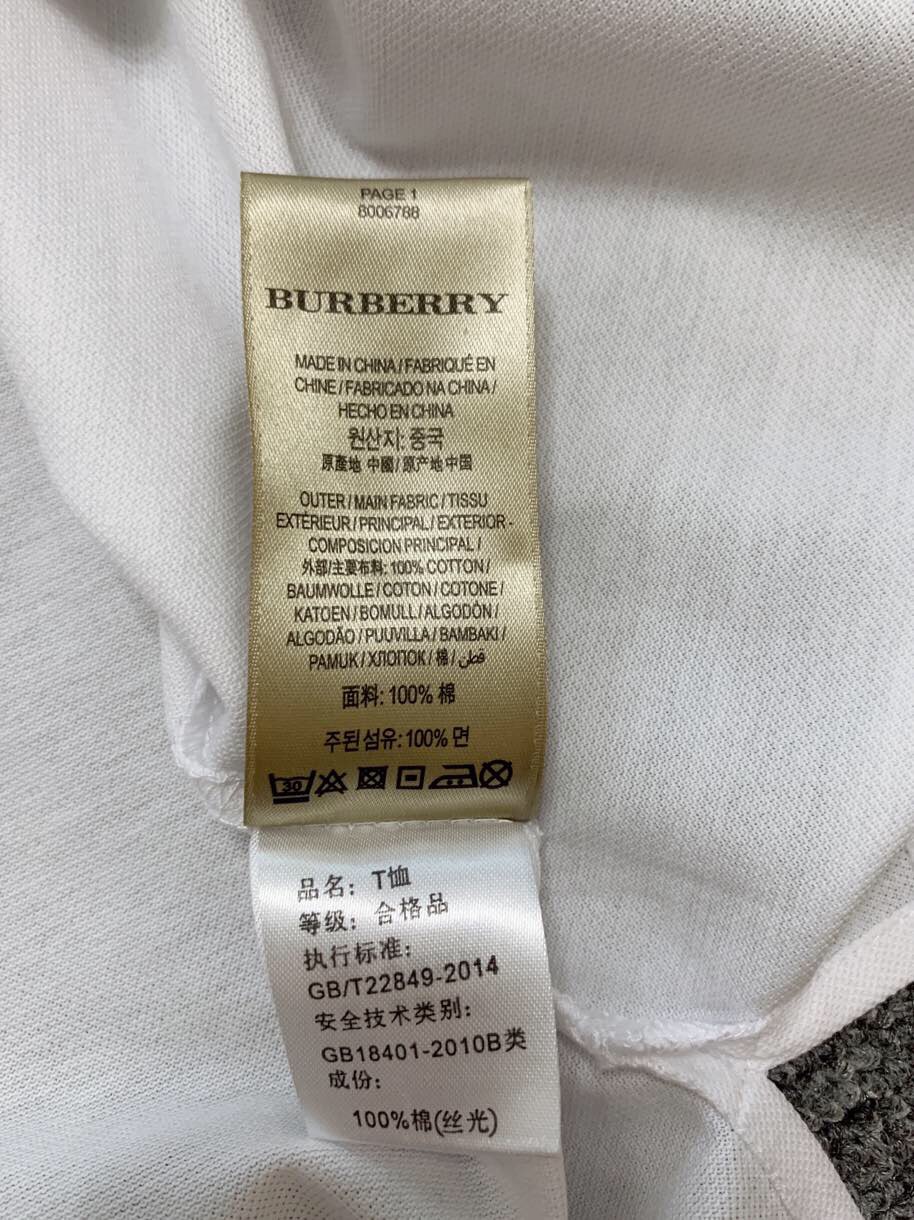 PAGE 1
8006788
BURBERRY
MADE IN CHINA / FABRIQUÉ EN
CHINE / FABRICADO NA CHINA /
HECHO EN CHINA
원산지: 중국
原產地 中國 / 原产地 中国
OUTER / MAIN FABRIC / TISSU
EXTÉRIEUR / PRINCIPAL / EXTERIOR -
COMPOSICION PRINCIPAL /
外部/主要布料: 100% COTTON /
BAUMWOLLE / COTON / COTONE /
KATOEN / BOMULL / ALGODÓN /
ALGODÃO / PUUVILLA / BAMBAKI /
PAMUK / ХЛОПОК / 棉 / قطن
面料: 100% 棉
주된섬유: 100% 면
30
品名: T恤
等级: 合格品
执行标准:
GB/T22849-2014
安全技术类别:
GB18401-2010B类
成份:
100%棉(丝光)